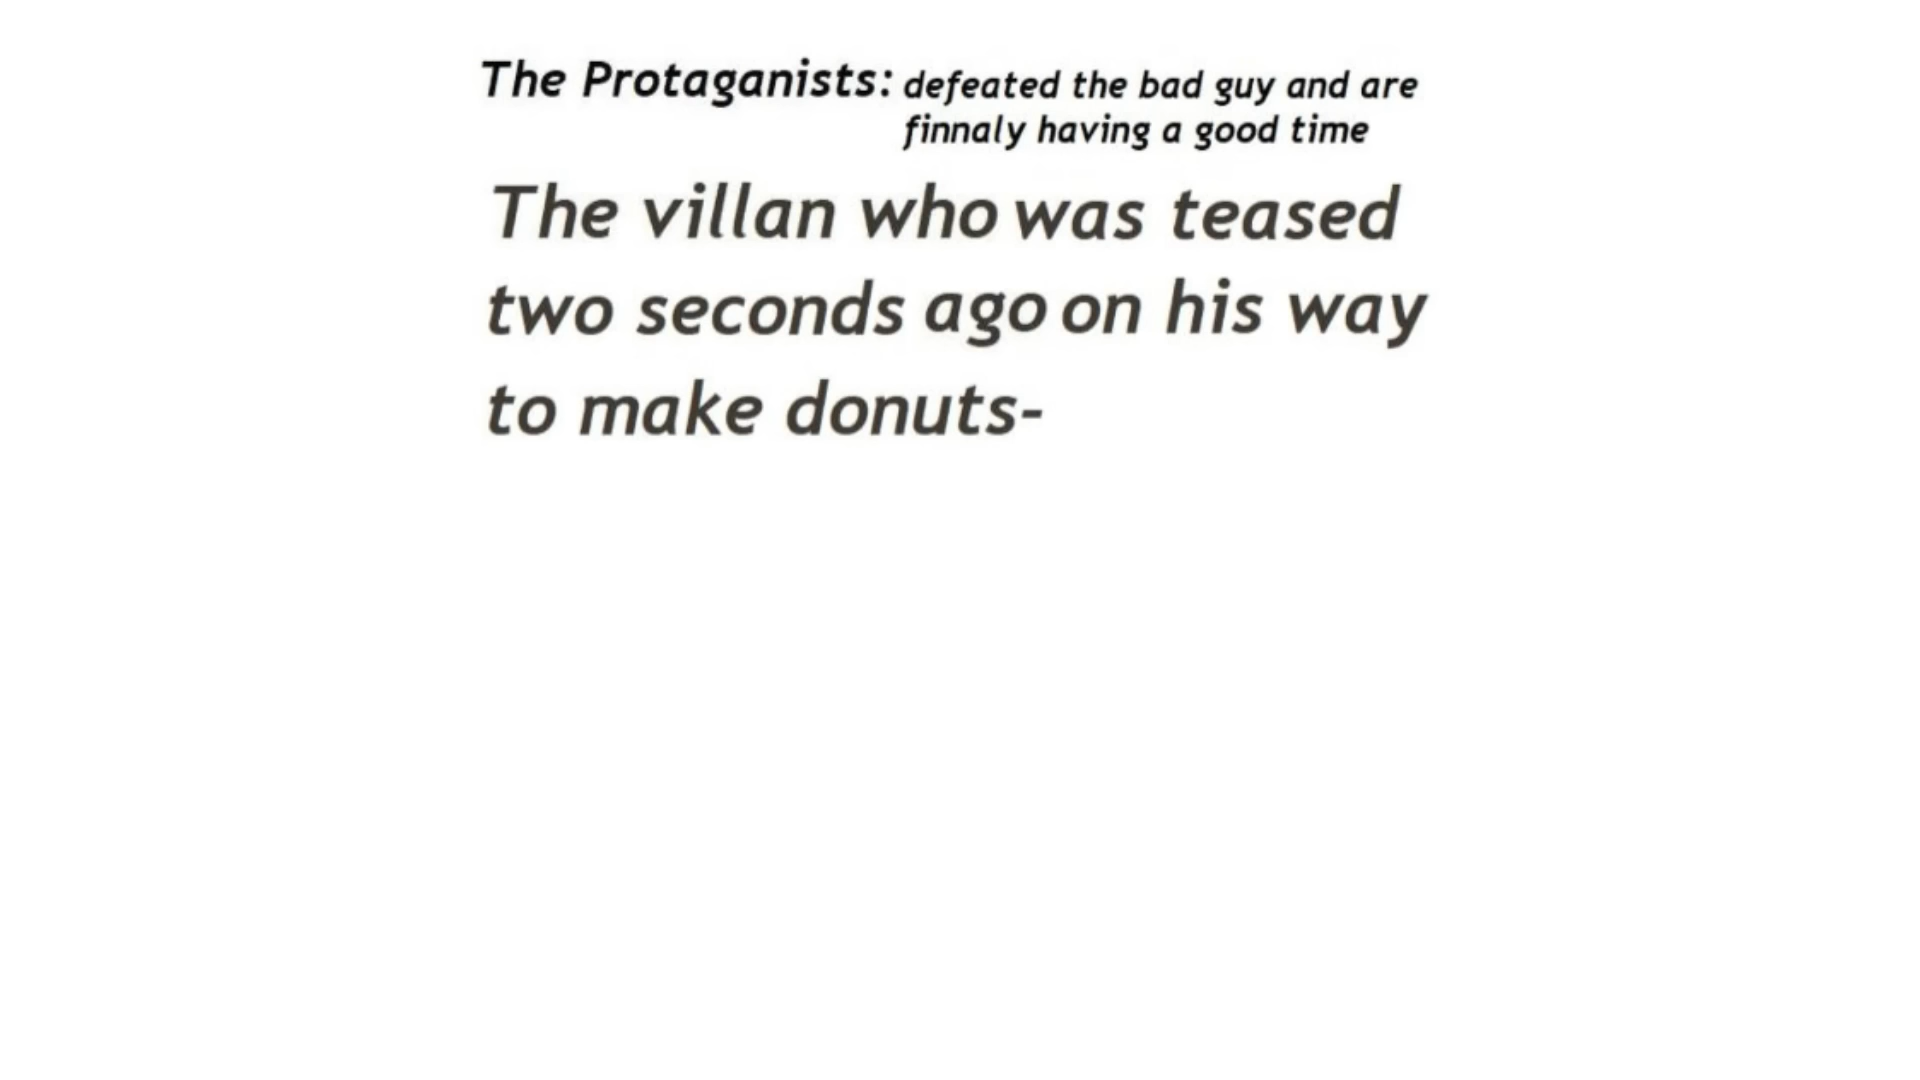 The Protaganists: defeated the bad guy and are
finnaly having a good time
The villan who was teased
two seconds ago on his way
to make donuts-